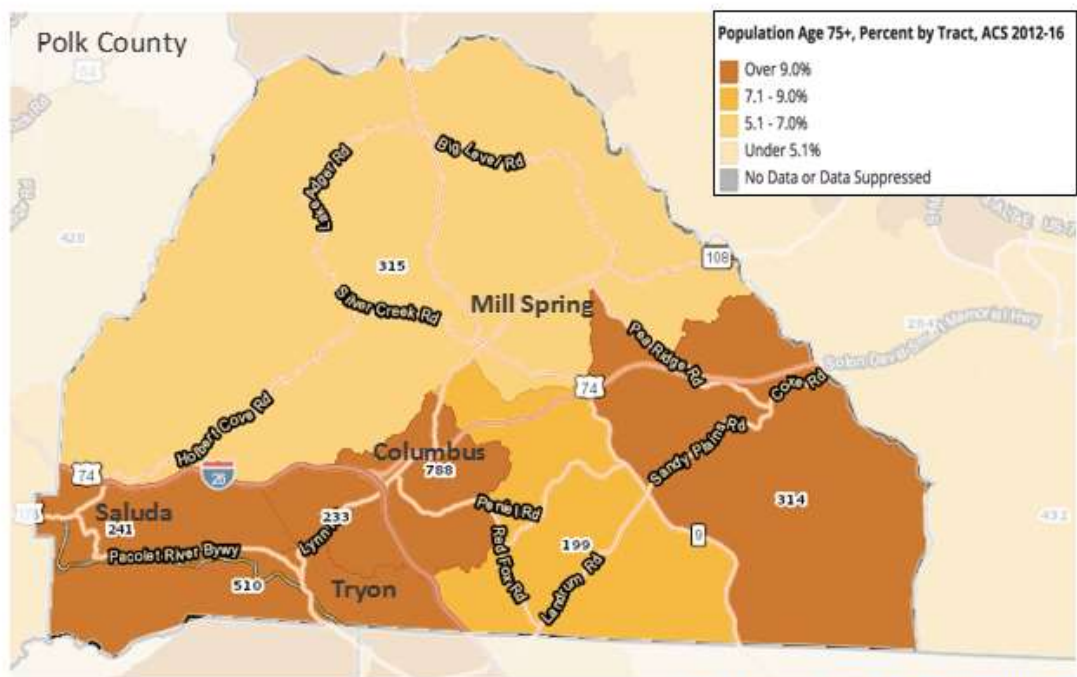 Polk County
Population Age 75+, Percent by Tract, ACS 2012-16
Over 9.0%
7.1 - 9.0%
5.1 - 7.0%
Under 5.1%
No Data or Data Suppressed
Big Level Rd
Lake Adger Rd
108
315
Silver Creek Rd
Mill Spring
Pea Ridge Rd
74
Coxe Rd
Holbert Cove Rd
Sandy Plains Rd
Columbus
788
74
26
314
Saluda
241
233
Peniel Rd
Lynn
Pacolet River Bywy
Red Fox Rd
199
9
510
Tryon
Landrum Rd